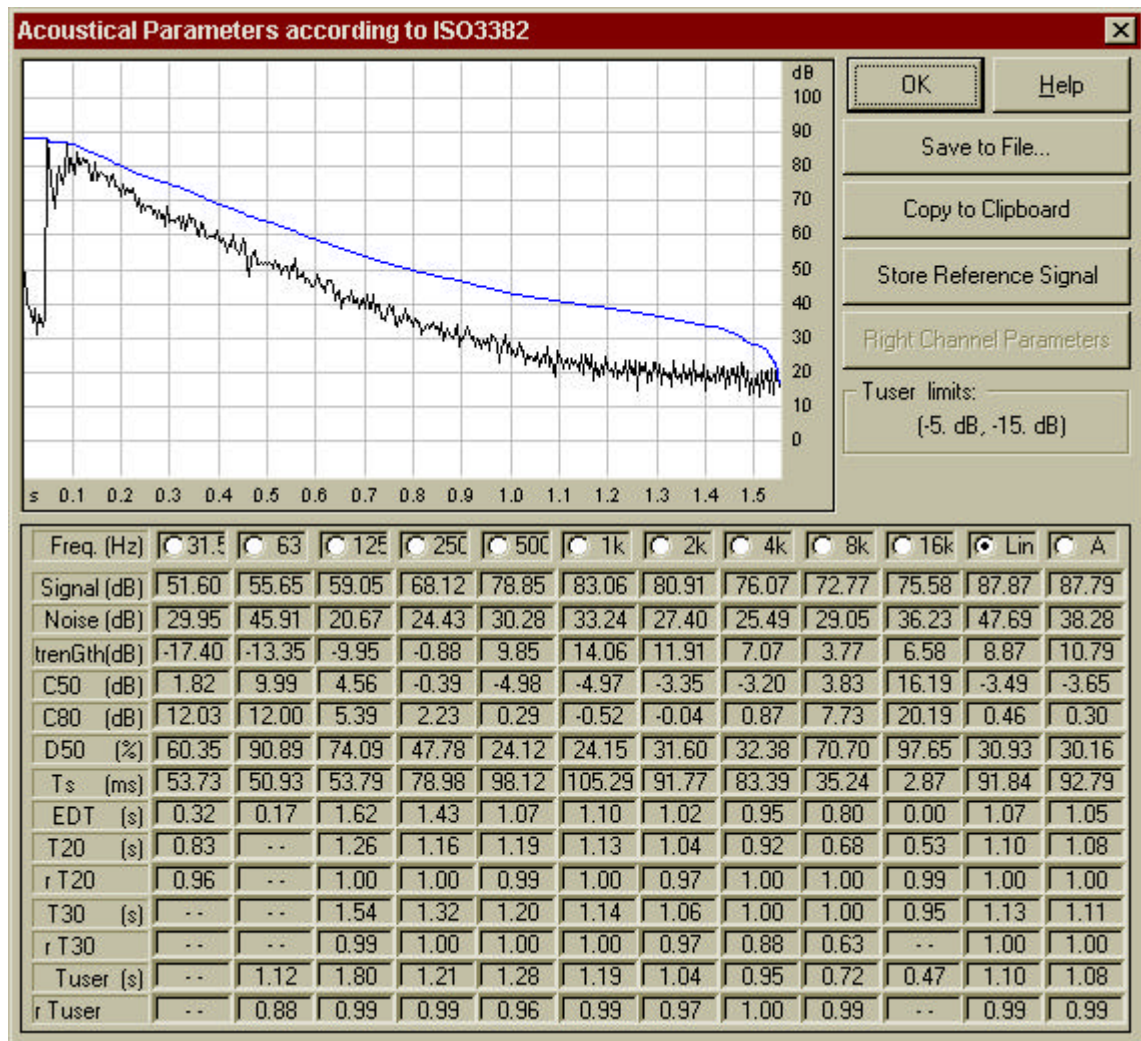 Acoustical Parameters according to ISO3382
dB
100
90
80
70
60
50
40
30
20
10
0
s 0.1 0.2 0.3 0.4 0.5 0.6 0.7 0.8 0.9 1.0 1.1 1.2 1.3 1.4 1.5
OK Help
Save to File...
Copy to Clipboard
Store Reference Signal
Right Channel Parameters
Tuser limits:
(-5. dB, -15. dB)
Freq. (Hz) 31.5 63 125 250 500 1k 2k 4k 8k 16k Lin A
Signal (dB) 51.60 55.65 59.05 68.12 78.85 83.06 80.91 76.07 72.77 75.58 87.87 87.79
Noise (dB) 29.95 45.91 20.67 24.43 30.28 33.24 27.40 25.49 29.05 36.23 47.69 38.28
trenGth(dB) -17.40 -13.35 -9.95 -0.88 9.85 14.06 11.91 7.07 3.77 6.58 8.87 10.79
C50 (dB) 1.82 9.99 4.56 -0.39 -4.98 -4.97 -3.35 -3.20 3.83 16.19 -3.49 -3.65
C80 (dB) 12.03 12.00 5.39 2.23 0.29 -0.52 -0.04 0.87 7.73 20.19 0.46 0.30
D50 (%) 60.35 90.89 74.09 47.78 24.12 24.15 31.60 32.38 70.70 97.65 30.93 30.16
Ts (ms) 53.73 50.93 53.79 78.98 98.12 105.29 91.77 83.39 35.24 2.87 91.84 92.79
EDT (s) 0.32 0.17 1.62 1.43 1.07 1.10 1.02 0.95 0.80 0.00 1.07 1.05
T20 (s) 0.83 -- 1.26 1.16 1.19 1.13 1.04 0.92 0.68 0.53 1.10 1.08
r T20 0.96 -- 1.00 1.00 0.99 1.00 0.97 1.00 1.00 0.99 1.00 1.00
T30 (s) -- -- 1.54 1.32 1.20 1.14 1.06 1.00 1.00 0.95 1.13 1.11
r T30 -- -- 0.99 1.00 1.00 1.00 0.97 0.88 0.63 -- 1.00 1.00
Tuser (s) -- 1.12 1.80 1.21 1.28 1.19 1.04 0.95 0.72 0.47 1.10 1.08
r Tuser -- 0.88 0.99 0.99 0.96 0.99 0.97 1.00 0.99 -- 0.99 0.99